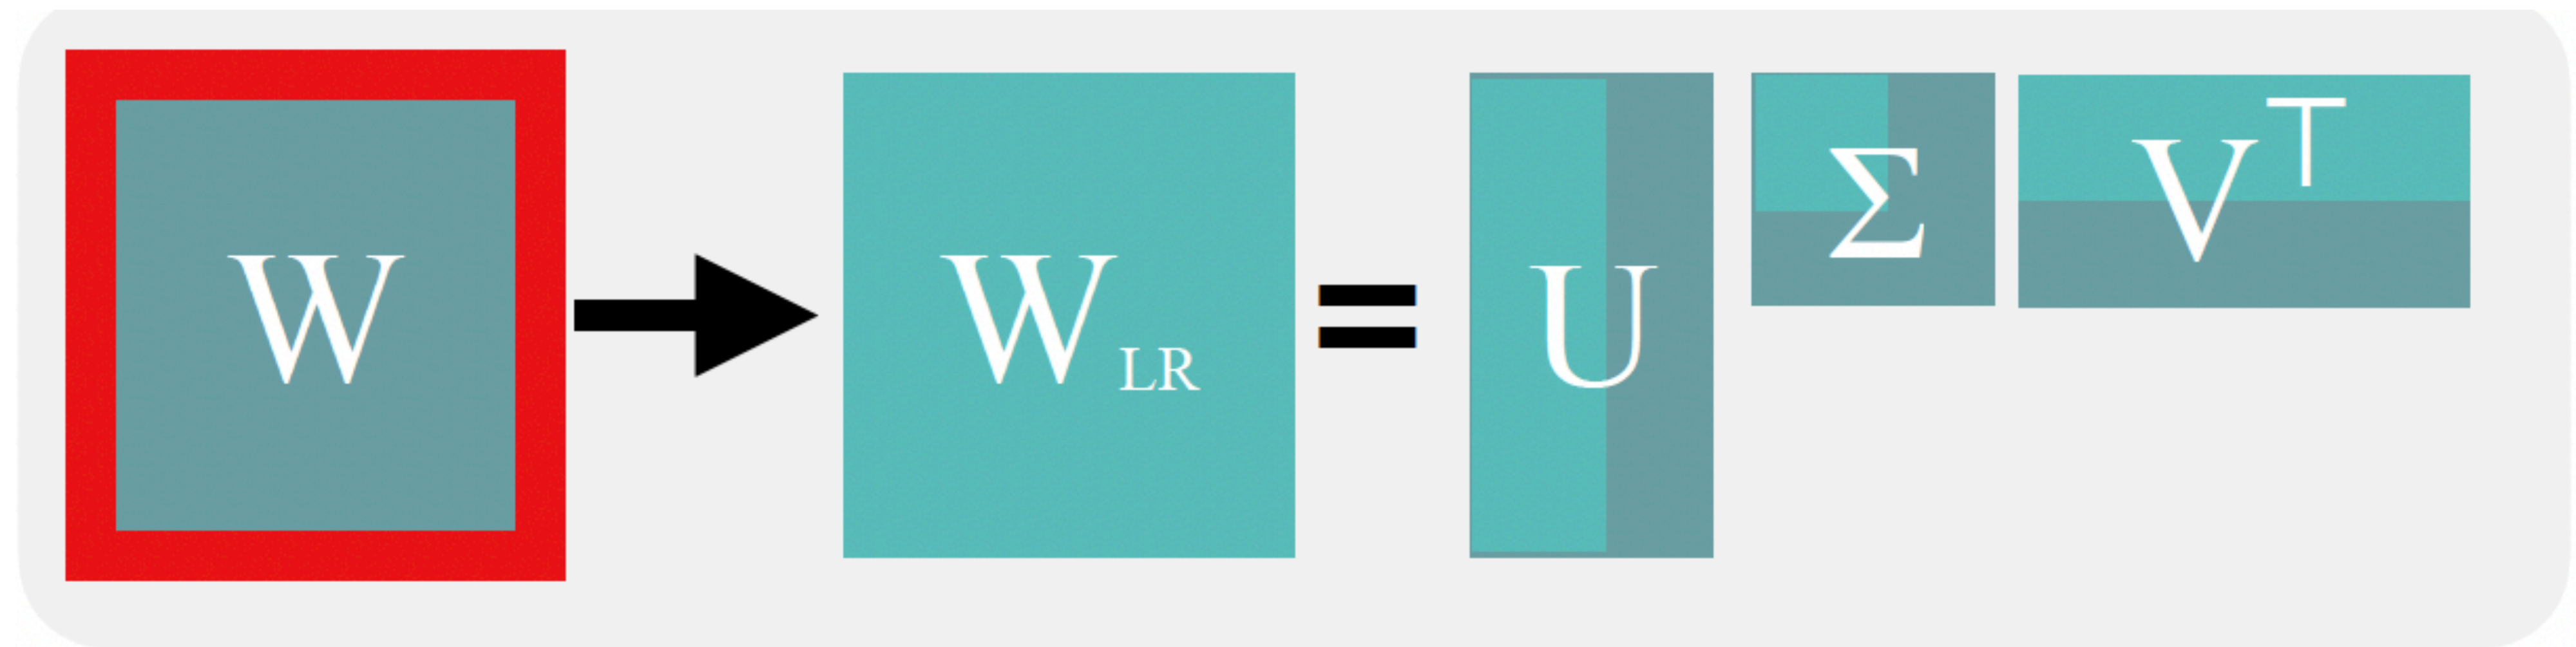 W → W LR = U Σ V⊤